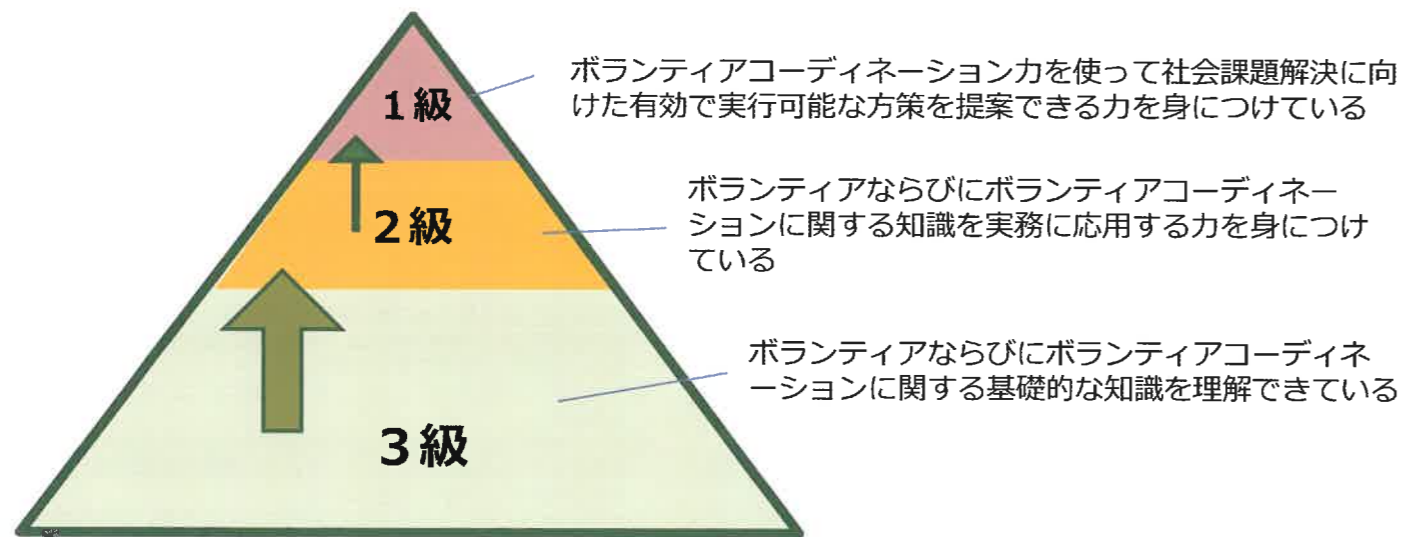 1級
ボランティアコーディネーション力を使って社会課題解決に向
けた有効で実行可能な方策を提案できる力を身につけている
2級
ボランティアならびにボランティアコーディネー
ションに関する知識を実務に応用する力を身につけ
ている
ボランティアならびにボランティアコーディネ
ーションに関する基礎的な知識を理解できている
3級